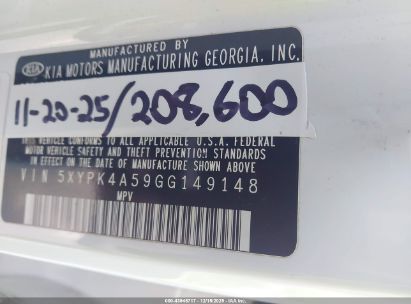 MANUFACTURED BY
KIA KIA MOTORS MANUFACTURING GEORGIA, INC.
11-20-25/208,600
THIS VEHICLE CONFORMS TO ALL APPLICABLE U.S.A. FEDERAL
MOTOR VEHICLE SAFETY AND THEFT PREVENTION STANDARDS IN
EFFECT ON THE DATE OF MANUFACTURE SHOWN ABOVE
VIN 5XYPK4A59GG149148
MPV